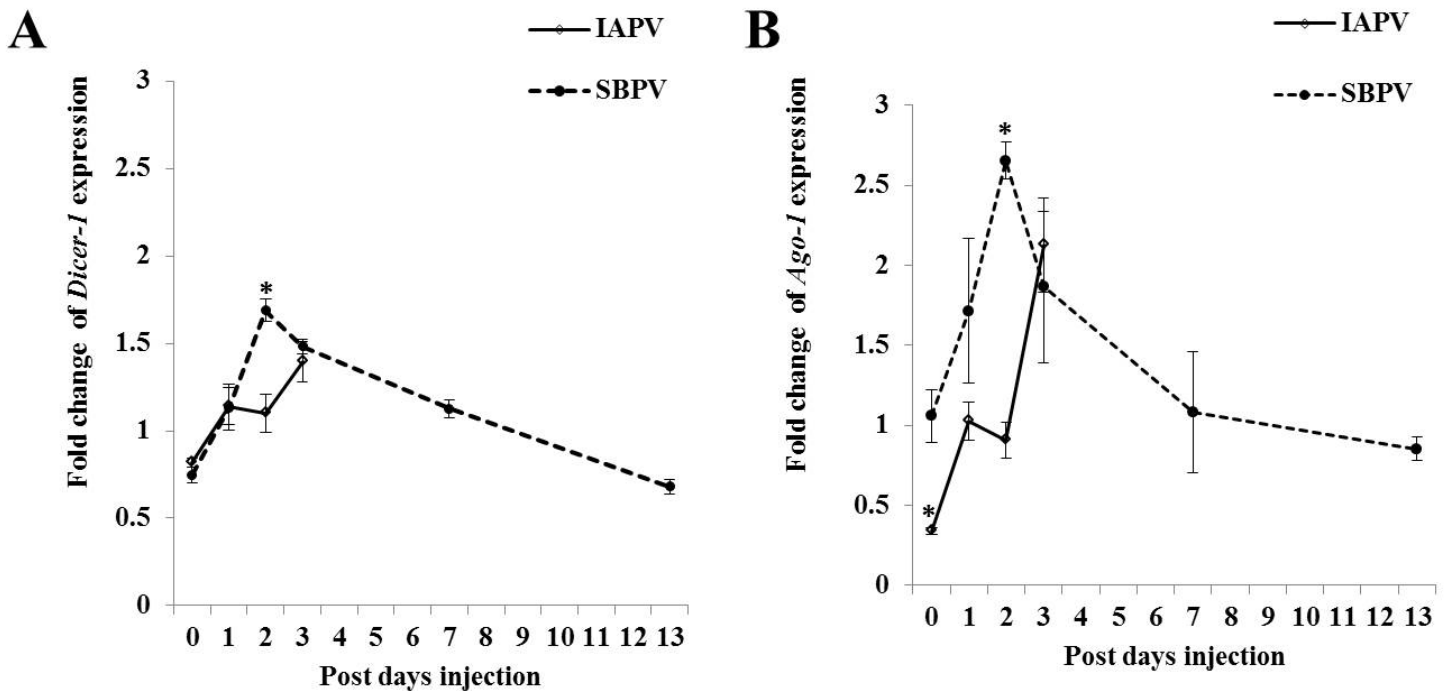 A
IAPV
SBPV
Fold change of Dicer-1 expression
3
2.5
2
1.5
1
0.5
0
*
0 1 2 3 4 5 6 7 8 9 10 11 12 13
Post days injection
B
IAPV
SBPV
Fold change of Ago-1 expression
3
2.5
2
1.5
1
0.5
0
*
*
0 1 2 3 4 5 6 7 8 9 10 11 12 13
Post days injection